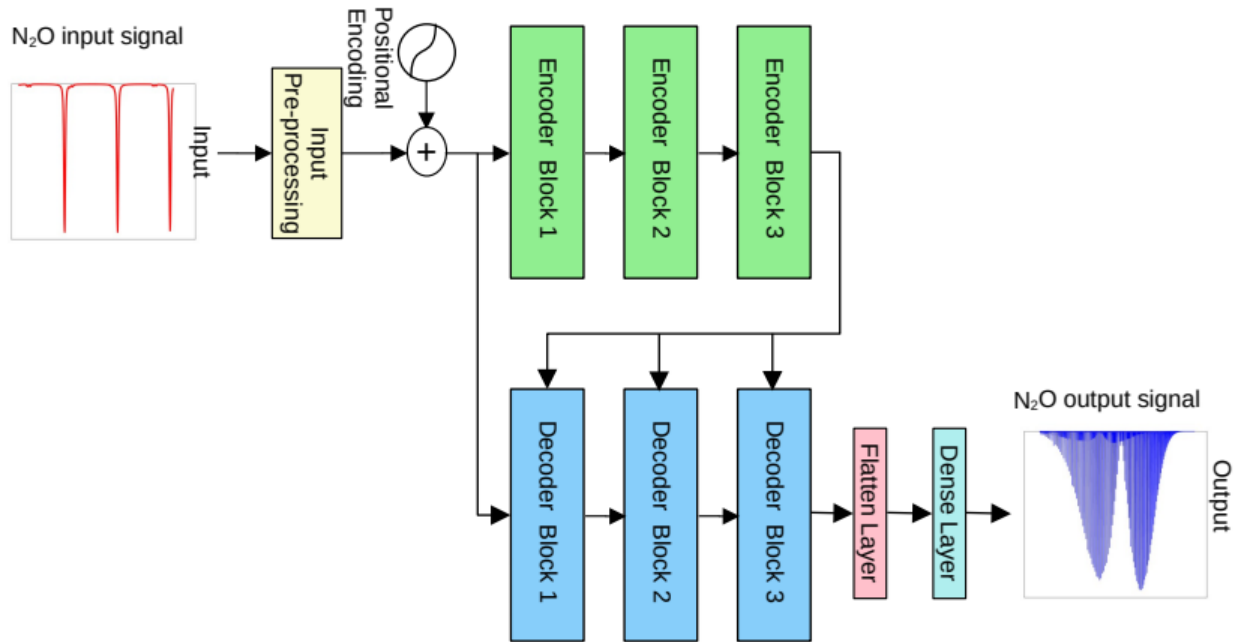 N₂O input signal
Input
Input
Pre-processing
Positional
Encoding
+
Encoder Block 1
Encoder Block 2
Encoder Block 3
Decoder Block 1
Decoder Block 2
Decoder Block 3
Flatten Layer
Dense Layer
N₂O output signal
Output